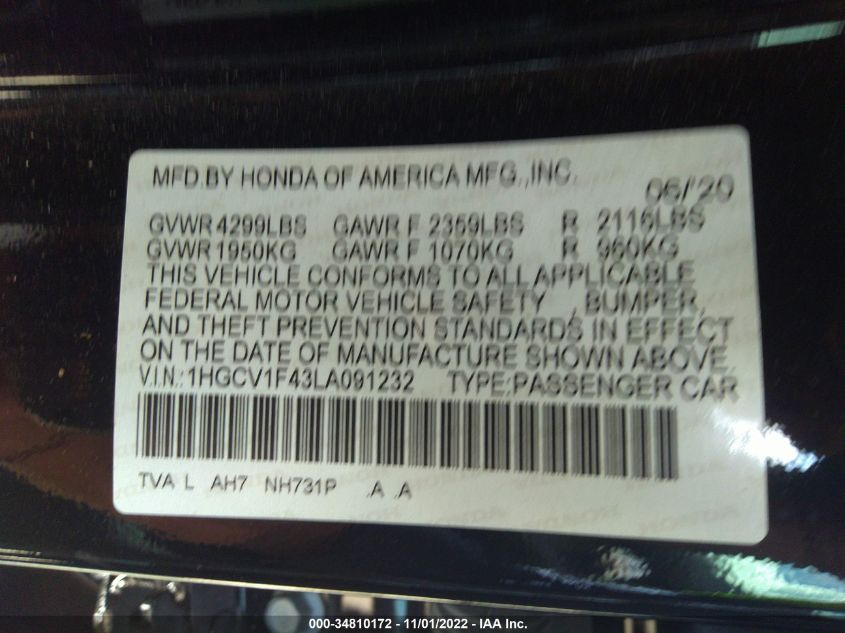 MFD.BY HONDA OF AMERICA MFG.,INC. 06/'20
GVWR 4299LBS GAWR F 2359LBS R 2116LBS
GVWR 1950KG GAWR F 1070KG R 960KG
THIS VEHICLE CONFORMS TO ALL APPLICABLE
FEDERAL MOTOR VEHICLE SAFETY , BUMPER,
AND THEFT PREVENTION STANDARDS IN EFFECT
ON THE DATE OF MANUFACTURE SHOWN ABOVE.
V.I.N.:1HGCV1F43LA091232 TYPE:PASSENGER CAR
TVA L AH7 NH731P .A .A
000-34810172 - 11/01/2022 - IAA Inc.